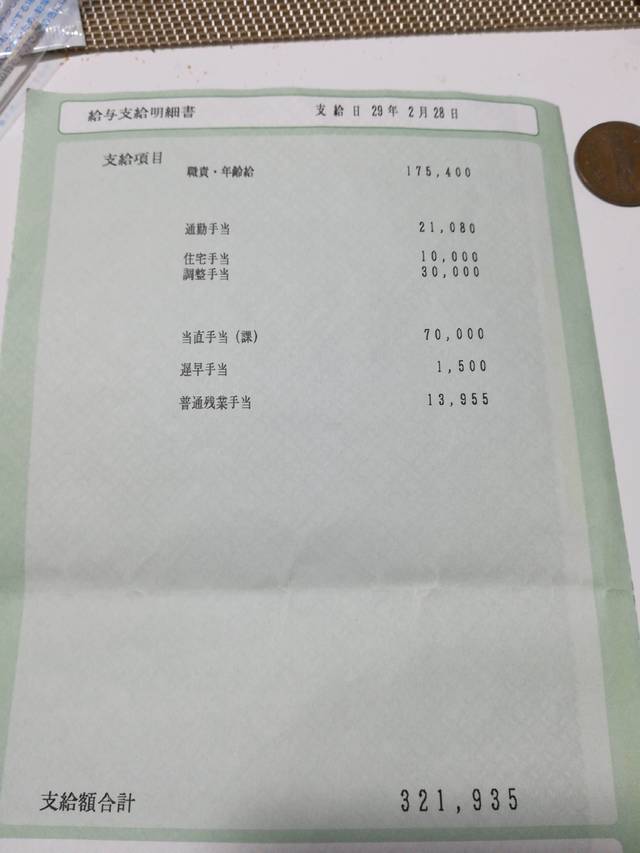 給与支給明細書 支給日 29年 2月28日
支給項目
職責・年齢給 175,400
通勤手当 21,080
住宅手当 10,000
調整手当 30,000
当直手当(課) 70,000
遅早手当 1,500
普通残業手当 13,955
支給額合計 321,935